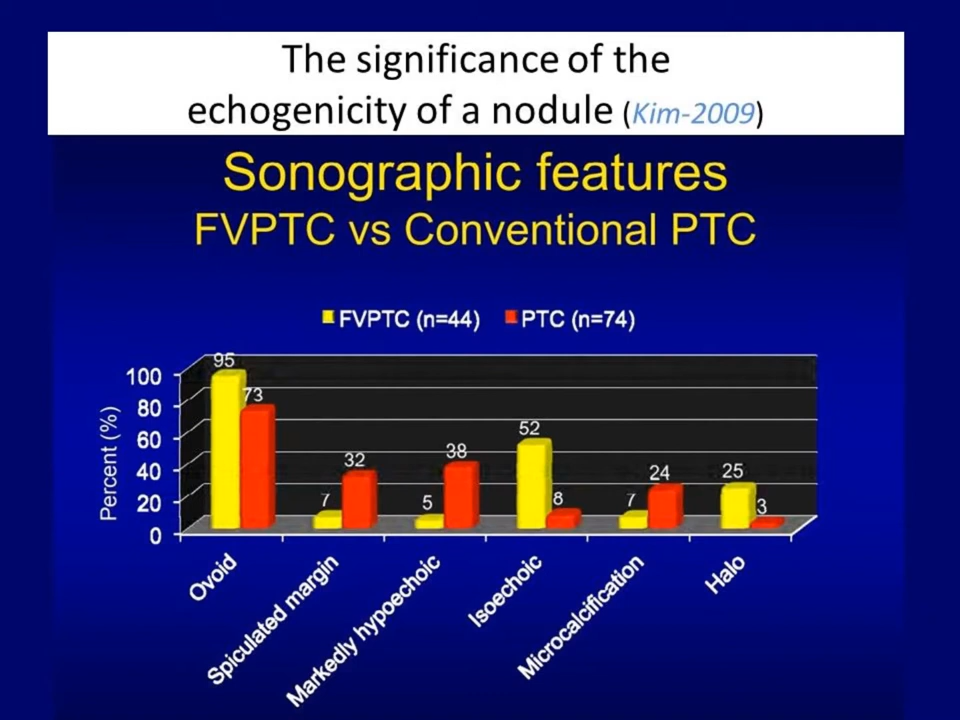 The significance of the
echogenicity of a nodule (Kim-2009)
Sonographic features
FVPTC vs Conventional PTC
FVPTC (n=44) PTC (n=74)
Percent (%)
100
80
60
40
20
0
95 73 7 32 5 38 52 8 7 24 25 3
Ovoid
Spiculated margin
Markedly hypoechoic
Isoechoic
Microcalcification
Halo